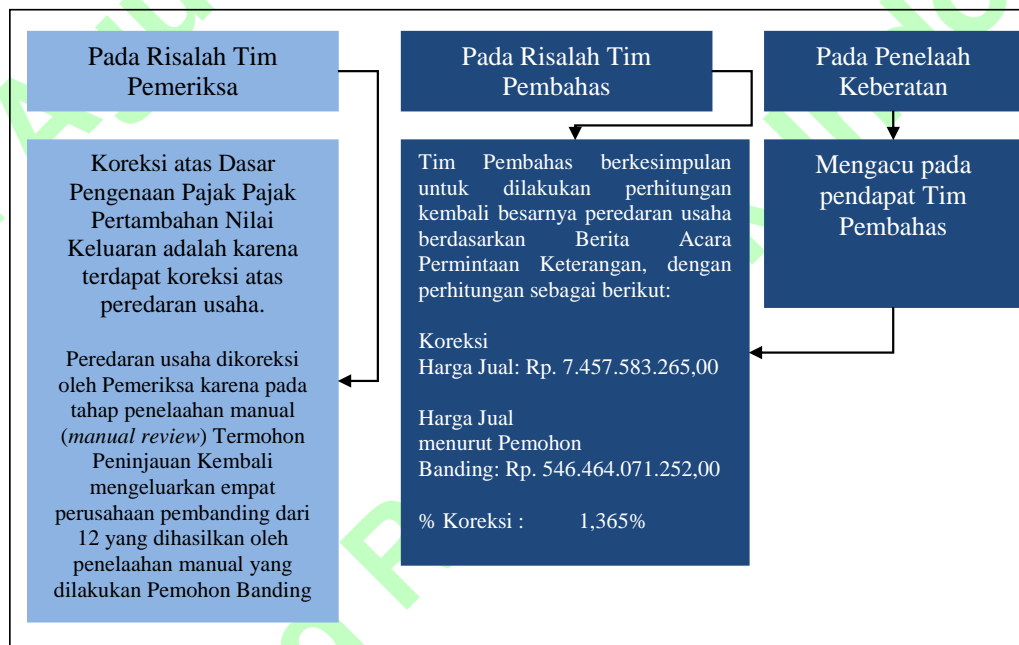 Pada Risalah Tim
Pemeriksa
Koreksi atas Dasar
Pengenaan Pajak Pajak
Pertambahan Nilai
Keluaran adalah karena
terdapat koreksi atas
peredaran usaha.
Peredaran usaha dikoreksi
oleh Pemeriksa karena pada
tahap penelaahan manual
(manual review) Termohon
Peninjauan Kembali
mengeluarkan empat
perusahaan pembanding dari
12 yang dihasilkan oleh
penelaahan manual yang
dilakukan Pemohon Banding
Pada Risalah Tim
Pembahas
Tim Pembahas berkesimpulan
untuk dilakukan perhitungan
kembali besarnya peredaran usaha
berdasarkan Berita Acara
Permintaan Keterangan, dengan
perhitungan sebagai berikut:
Koreksi
Harga Jual: Rp. 7.457.583.265,00
Harga Jual
menurut Pemohon
Banding: Rp. 546.464.071.252,00
% Koreksi : 1,365%
Pada Penelaah
Keberatan
Mengacu pada
pendapat Tim
Pembahas